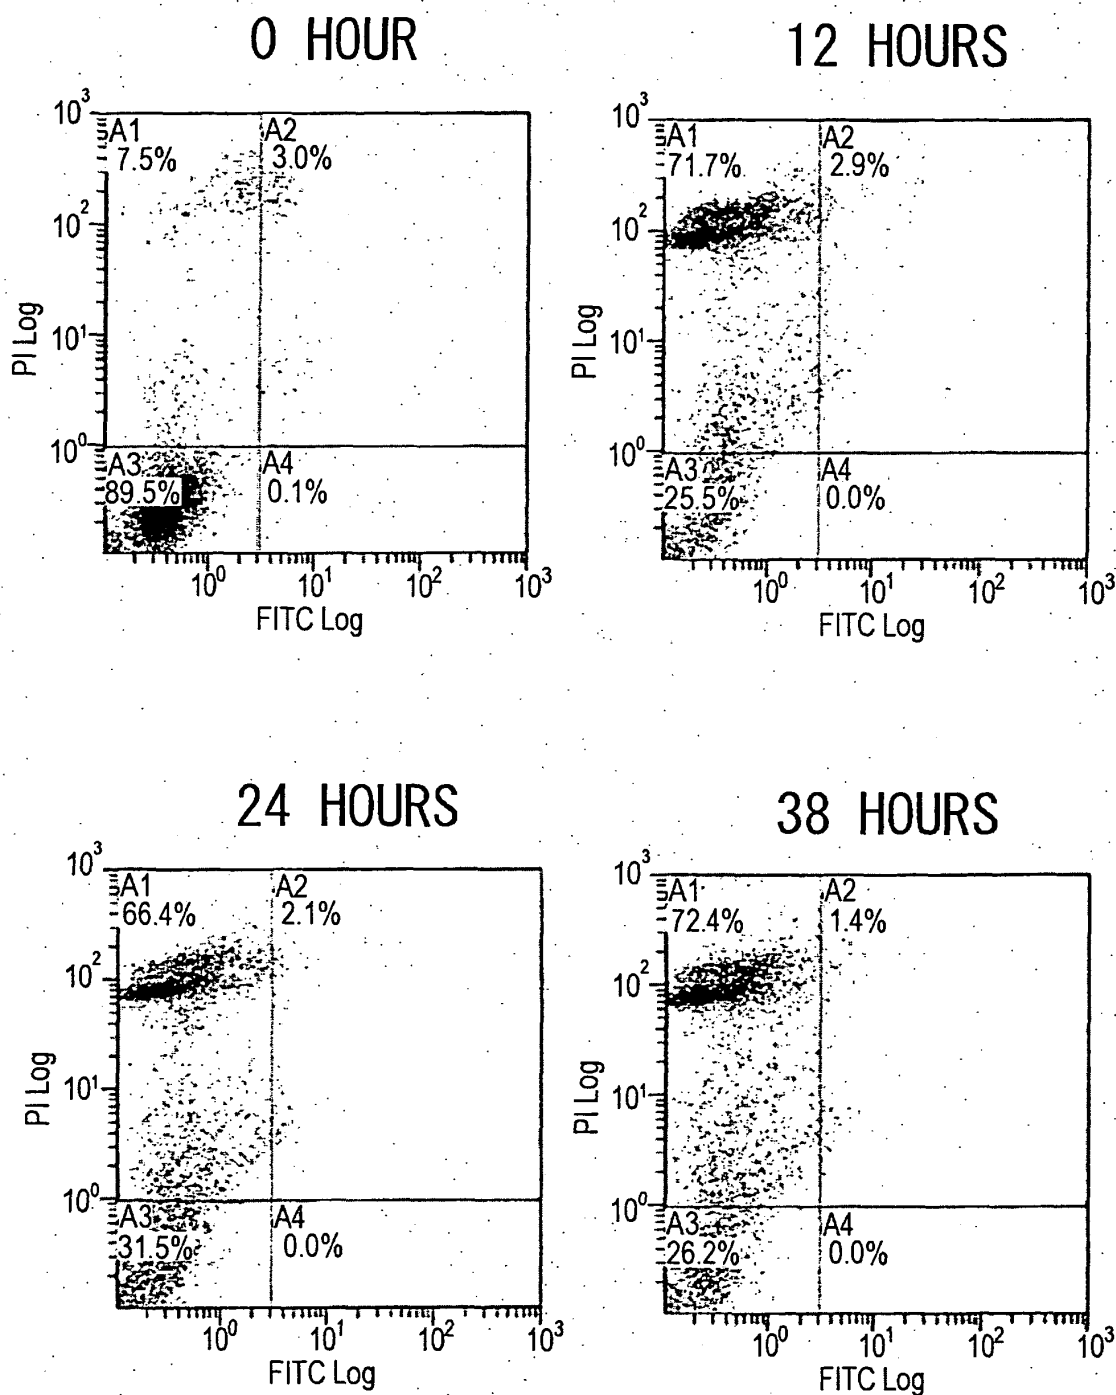 0 HOUR
10³
A1
7.5%
A2
3.0%
10²
10¹
10⁰
PI Log
A3
89.5%
A4
0.1%
10⁰ 10¹ 10² 10³
FITC Log
12 HOURS
10³
A1
71.7%
A2
2.9%
10²
10¹
10⁰
PI Log
A3
25.5%
A4
0.0%
10⁰ 10¹ 10² 10³
FITC Log
24 HOURS
10³
A1
66.4%
A2
2.1%
10²
10¹
10⁰
PI Log
A3
31.5%
A4
0.0%
10⁰ 10¹ 10² 10³
FITC Log
38 HOURS
10³
A1
72.4%
A2
1.4%
10²
10¹
10⁰
PI Log
A3
26.2%
A4
0.0%
10⁰ 10¹ 10² 10³
FITC Log